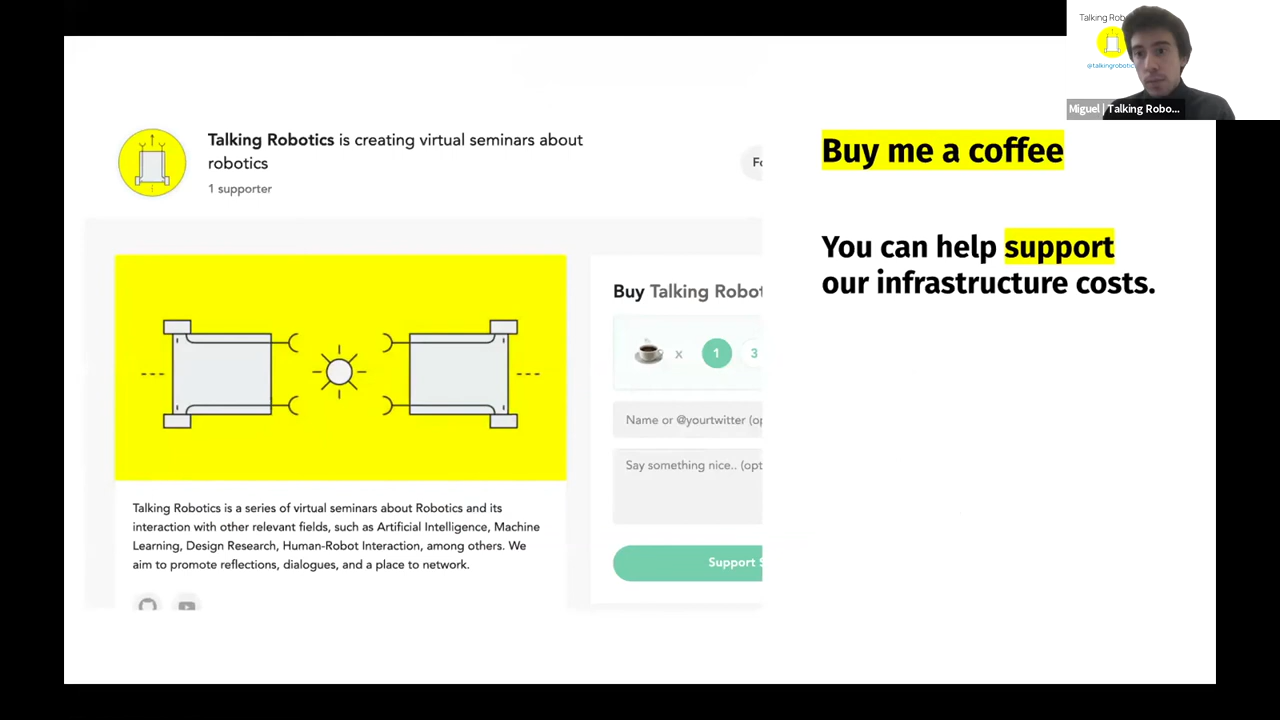 Talking Rob
@talkingrobotic
Miguel | Talking Robo...
Talking Robotics is creating virtual seminars about
robotics
1 supporter
Fo
Buy Talking Robot
x 1 3
Name or @yourtwitter (op
Say something nice.. (opt
Support $
Talking Robotics is a series of virtual seminars about Robotics and its
interaction with other relevant fields, such as Artificial Intelligence, Machine
Learning, Design Research, Human-Robot Interaction, among others. We
aim to promote reflections, dialogues, and a place to network.
Buy me a coffee
You can help support
our infrastructure costs.